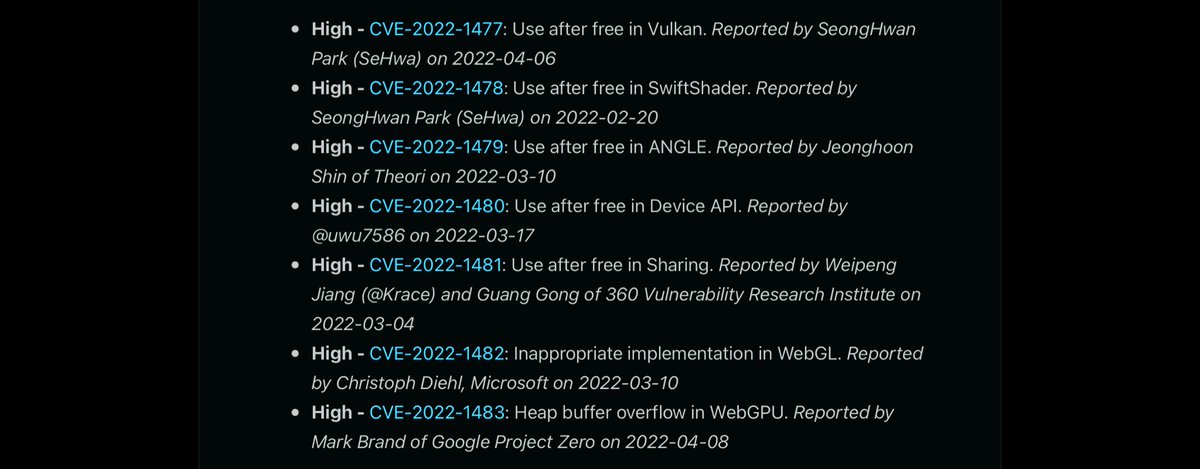 • High - CVE-2022-1477: Use after free in Vulkan. Reported by SeongHwan
Park (SeHwa) on 2022-04-06
• High - CVE-2022-1478: Use after free in SwiftShader. Reported by
SeongHwan Park (SeHwa) on 2022-02-20
• High - CVE-2022-1479: Use after free in ANGLE. Reported by Jeonghoon
Shin of Theori on 2022-03-10
• High - CVE-2022-1480: Use after free in Device API. Reported by
@uwu7586 on 2022-03-17
• High - CVE-2022-1481: Use after free in Sharing. Reported by Weipeng
Jiang (@Krace) and Guang Gong of 360 Vulnerability Research Institute on
2022-03-04
• High - CVE-2022-1482: Inappropriate implementation in WebGL. Reported
by Christoph Diehl, Microsoft on 2022-03-10
• High - CVE-2022-1483: Heap buffer overflow in WebGPU. Reported by
Mark Brand of Google Project Zero on 2022-04-08